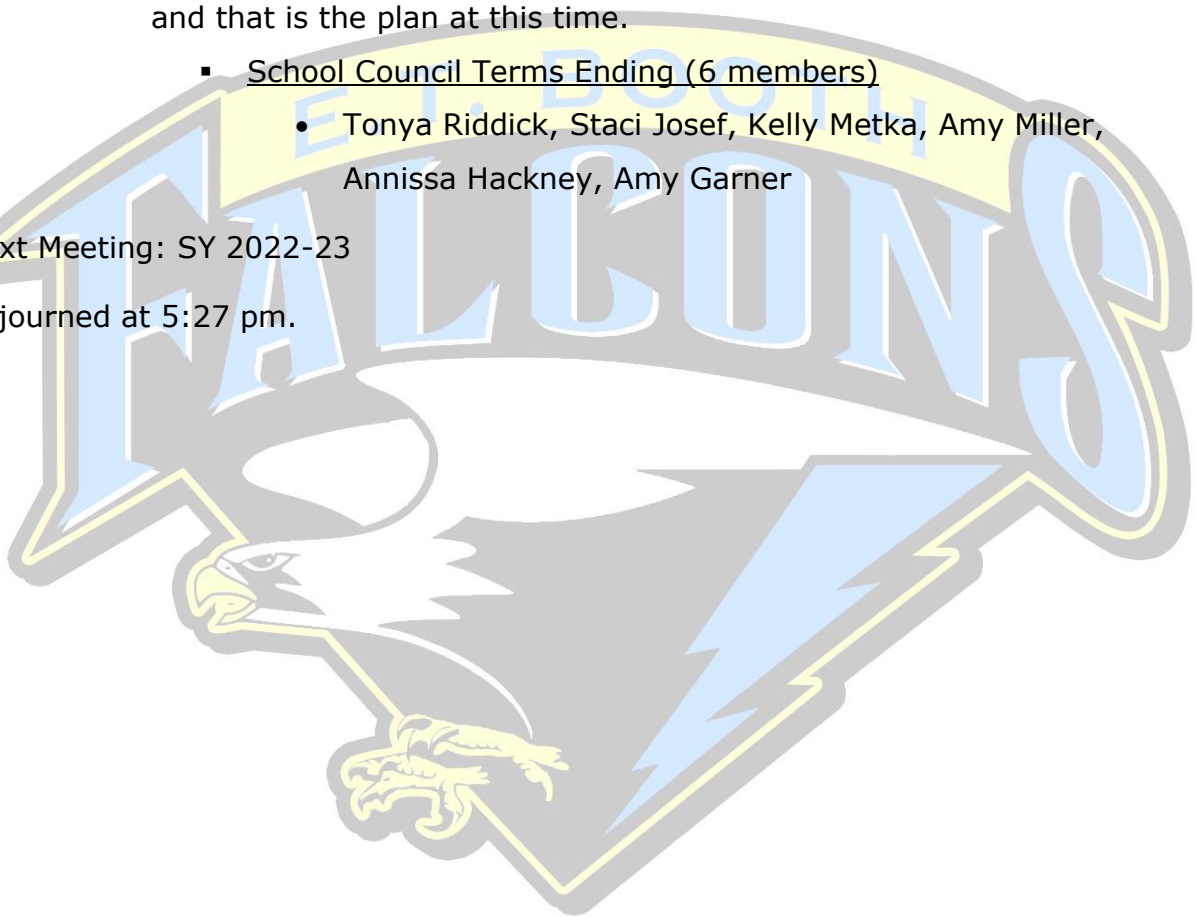 and that is the plan at this time.
▪ School Council Terms Ending (6 members)
E.T. BOOTH
• Tonya Riddick, Staci Josef, Kelly Metka, Amy Miller,
Annissa Hackney, Amy Garner
FALCONS
xt Meeting: SY 2022-23
journed at 5:27 pm.